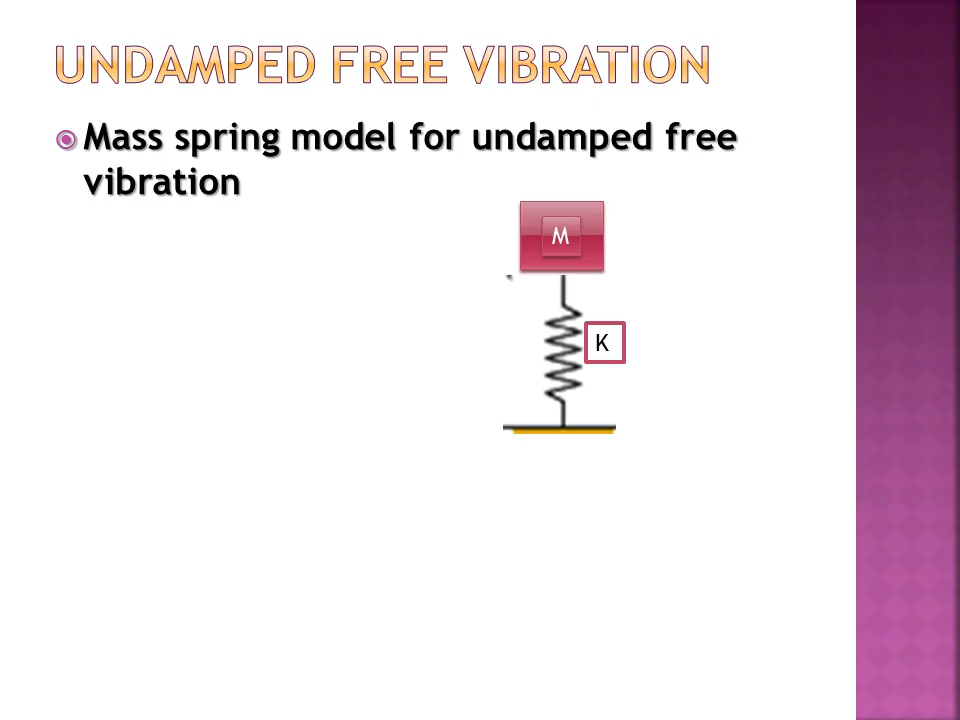 UNDAMPED FREE VIBRATION
Mass spring model for undamped free
vibration
M
K